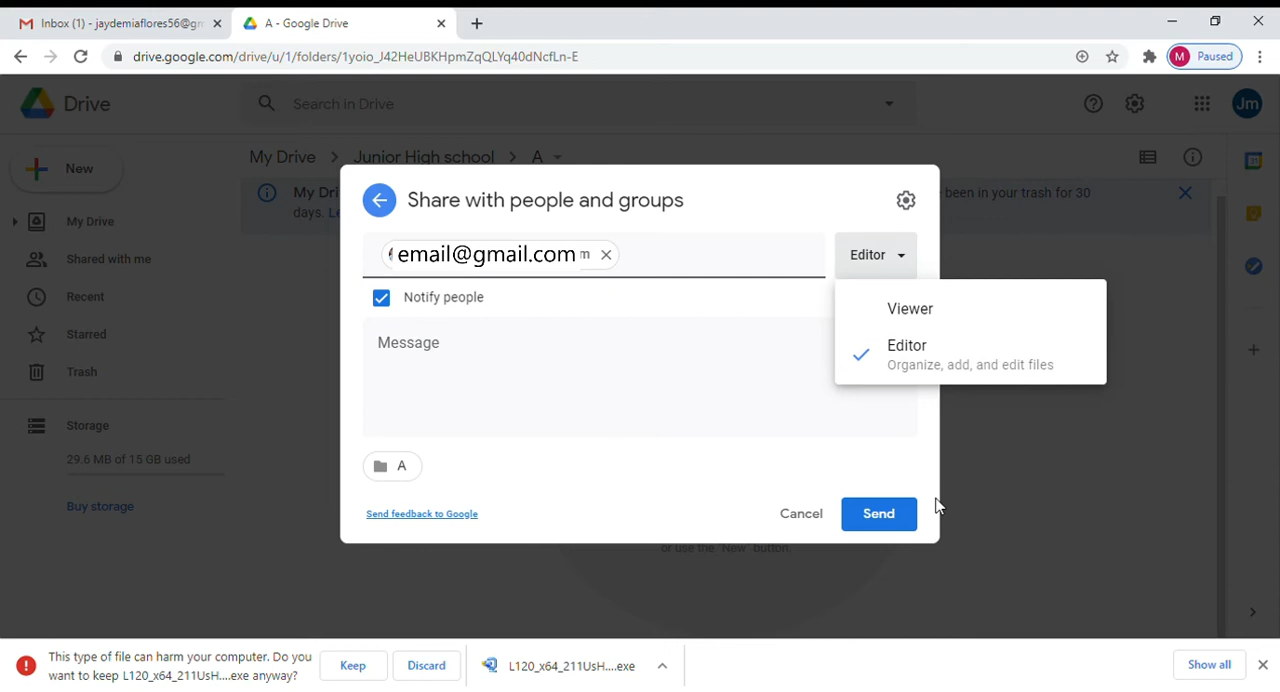 Inbox (1) - jaydemiaflores56@gm
A - Google Drive
drive.google.com/drive/u/1/folders/1yoio_J42HeUBKHpmZqQLYq40dNcfLn-E
M
Paused
Drive
Search in Drive
Jm
New
My Drive > Junior High school > A
My Dri
been in your trash for 30
days. Le
My Drive
Shared with me
Recent
Starred
Trash
Storage
29.6 MB of 15 GB used
Buy storage
Share with people and groups
email@gmail.com m
Editor
Notify people
Viewer
Editor
Organize, add, and edit files
Message
A
Send feedback to Google
Cancel
Send
or use the "New" button.
This type of file can harm your computer. Do you
want to keep L120_x64_211UsH....exe anyway?
Keep
Discard
L120_x64_211UsH....exe
Show all